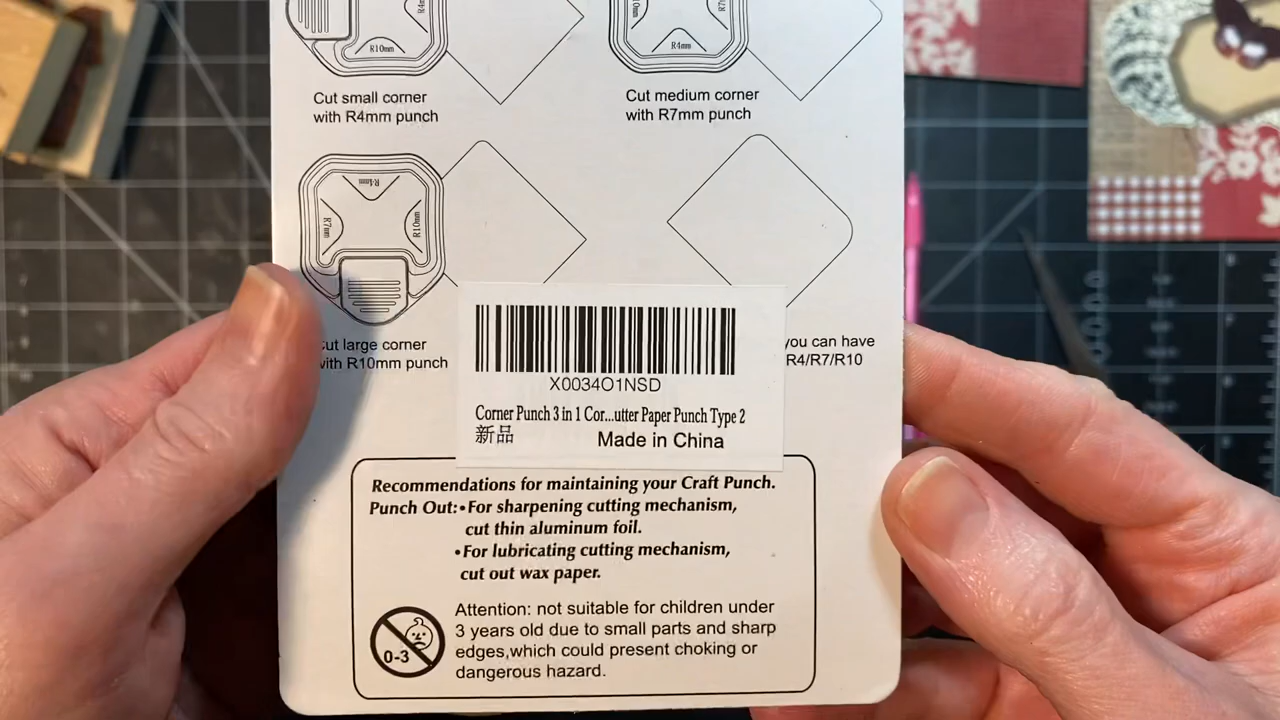 R4m
R10mm
R10mm
R7
R4mm
Cut small corner
with R4mm punch
Cut medium corner
with R7mm punch
R4mm
R7mm
R10mm
ut large corner
with R10mm punch
you can have
R4/R7/R10
X0034O1NSD
Corner Punch 3 in 1 Cor...utter Paper Punch Type 2
新品
Made in China
Recommendations for maintaining your Craft Punch.
Punch Out:•For sharpening cutting mechanism,
cut thin aluminum foil.
•For lubricating cutting mechanism,
cut out wax paper.
Attention: not suitable for children under
3 years old due to small parts and sharp
edges,which could present choking or
dangerous hazard.
0-3